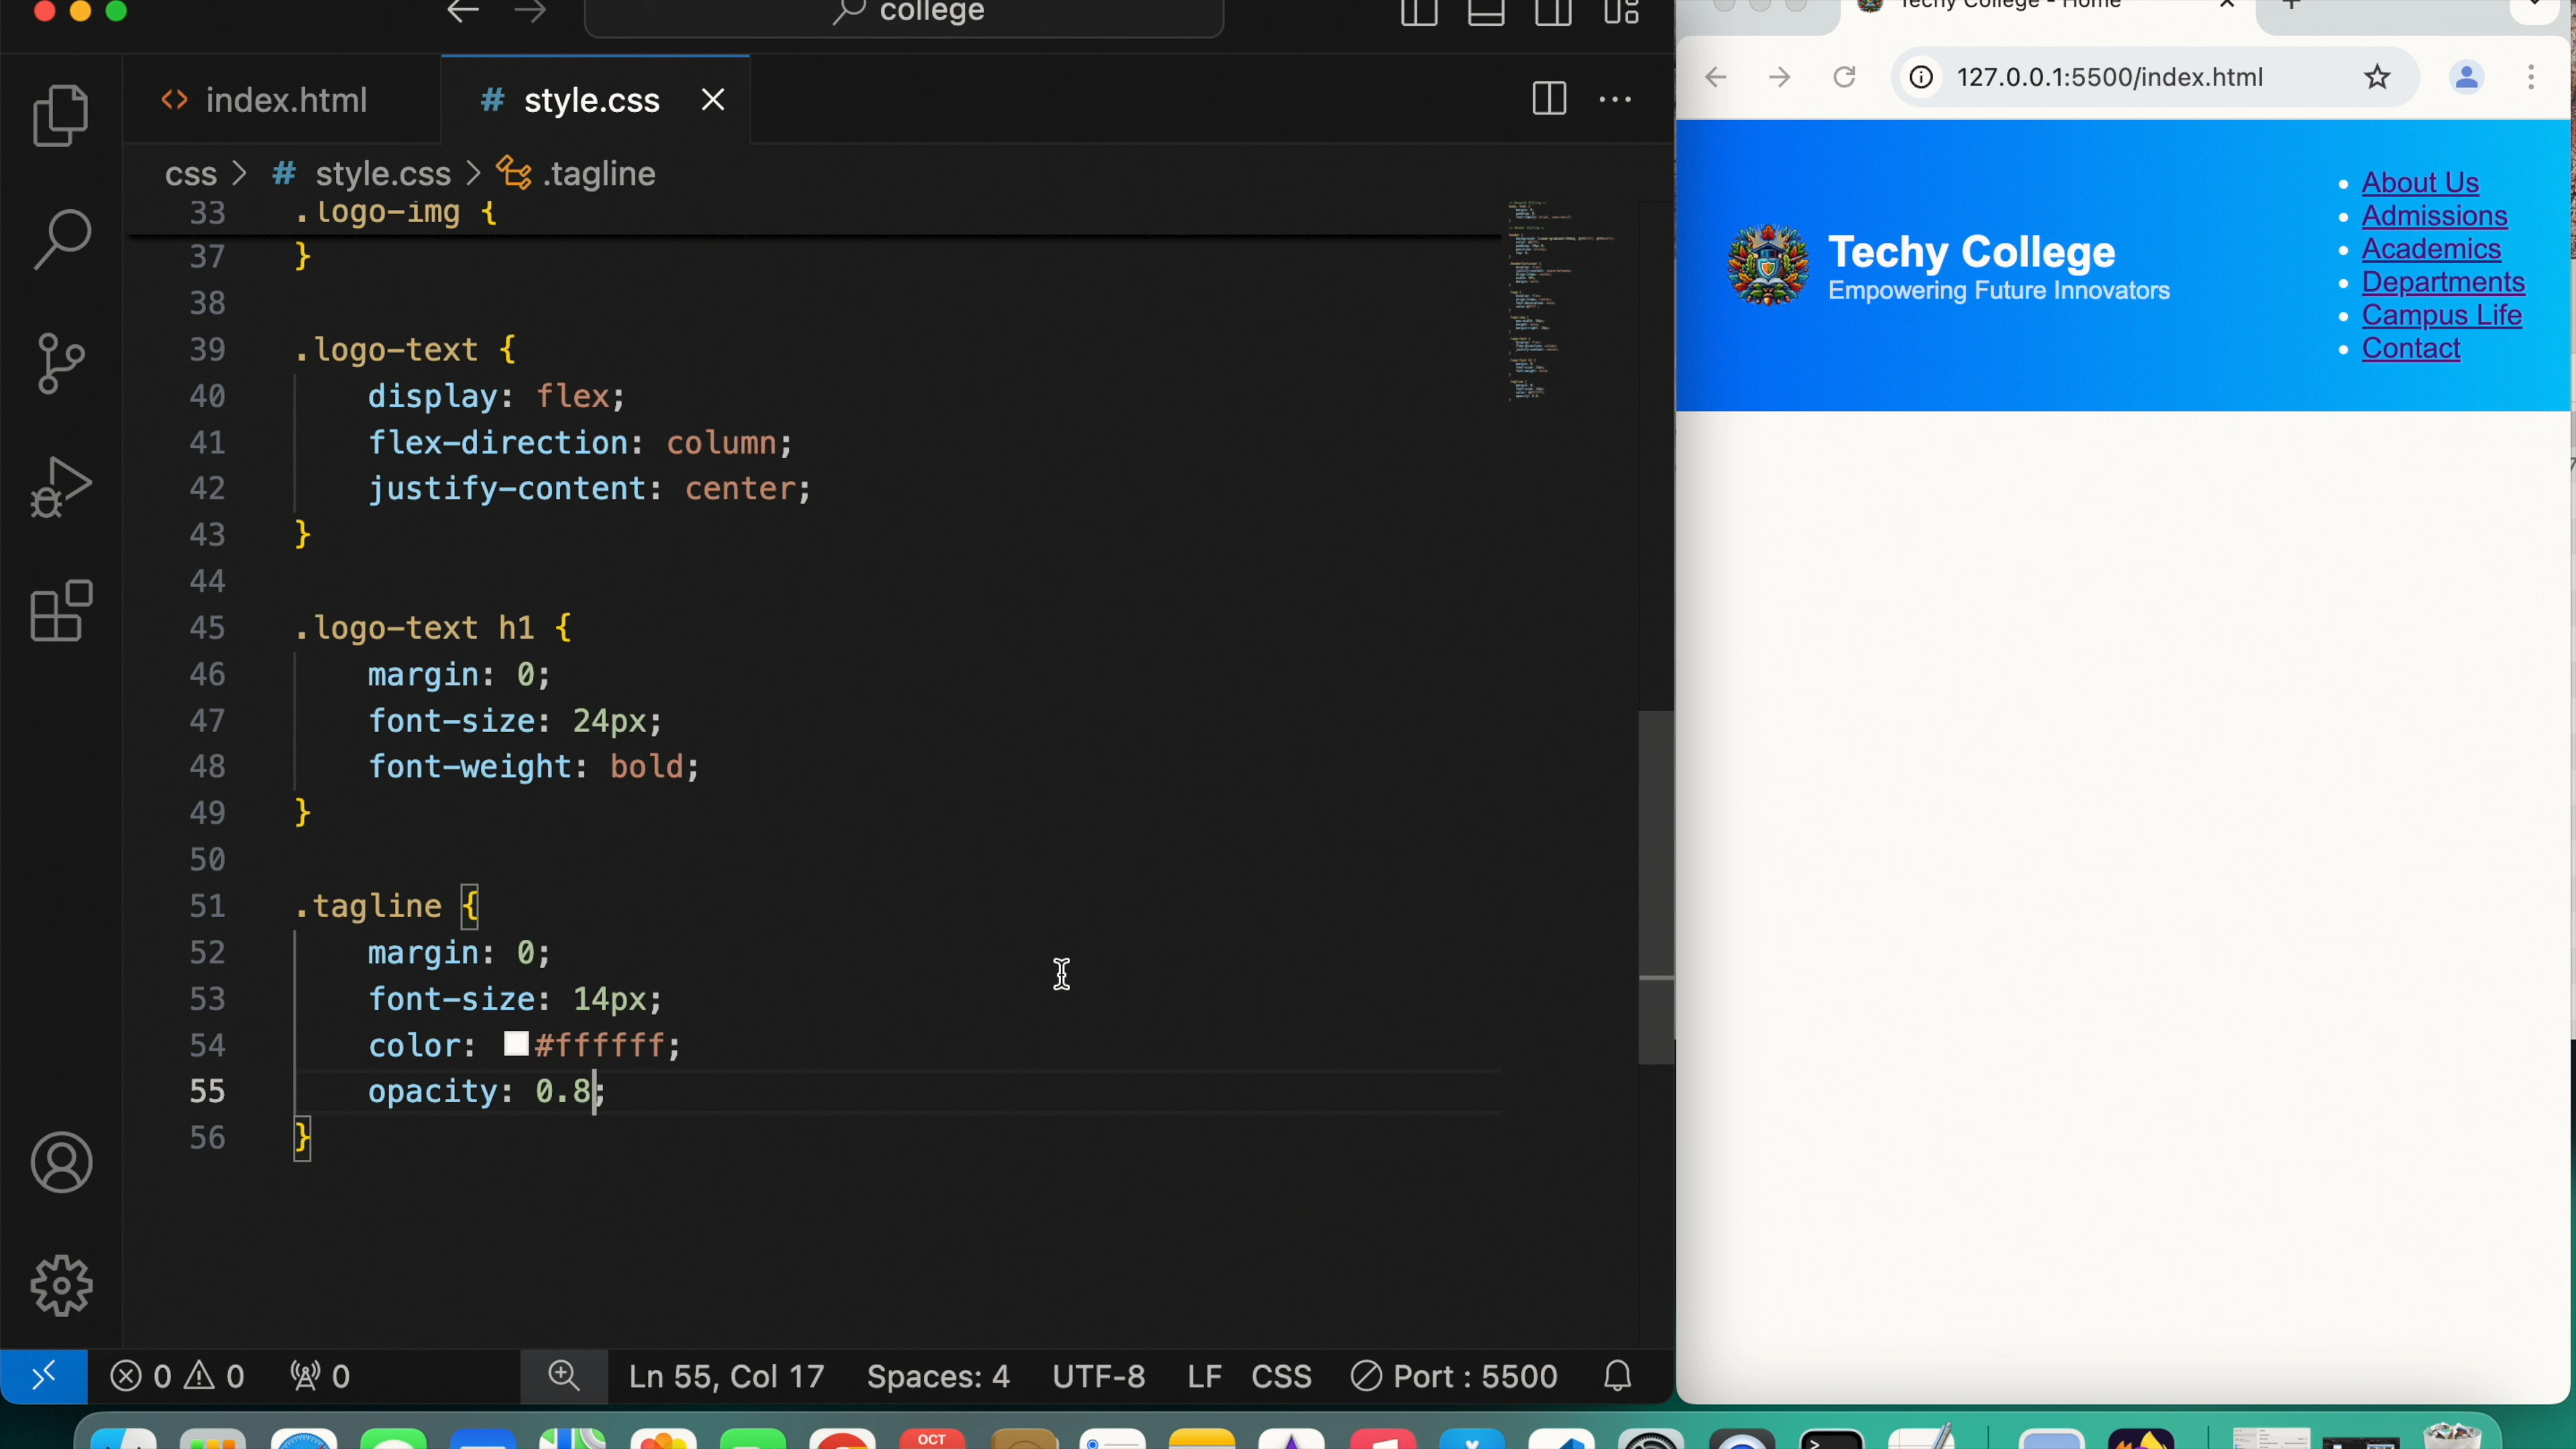 college
index.html
style.css
css > # style.css > .tagline
33 .logo-img {
37 }
38
39 .logo-text {
40 display: flex;
41 flex-direction: column;
42 justify-content: center;
43 }
44
45 .logo-text h1 {
46 margin: 0;
47 font-size: 24px;
48 font-weight: bold;
49 }
50
51 .tagline {
52 margin: 0;
53 font-size: 14px;
54 color: #ffffff;
55 opacity: 0.8;
56 }
0 0 0 Ln 55, Col 17 Spaces: 4 UTF-8 LF CSS Port : 5500
Techy College - Home
127.0.0.1:5500/index.html
Techy College
Empowering Future Innovators
About Us
Admissions
Academics
Departments
Campus Life
Contact
OCT